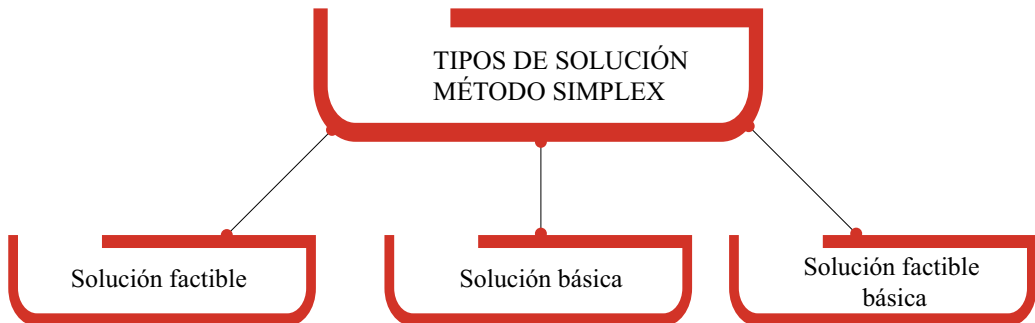 TIPOS DE SOLUCIÓN
MÉTODO SIMPLEX
Solución factible
Solución básica
Solución factible
básica